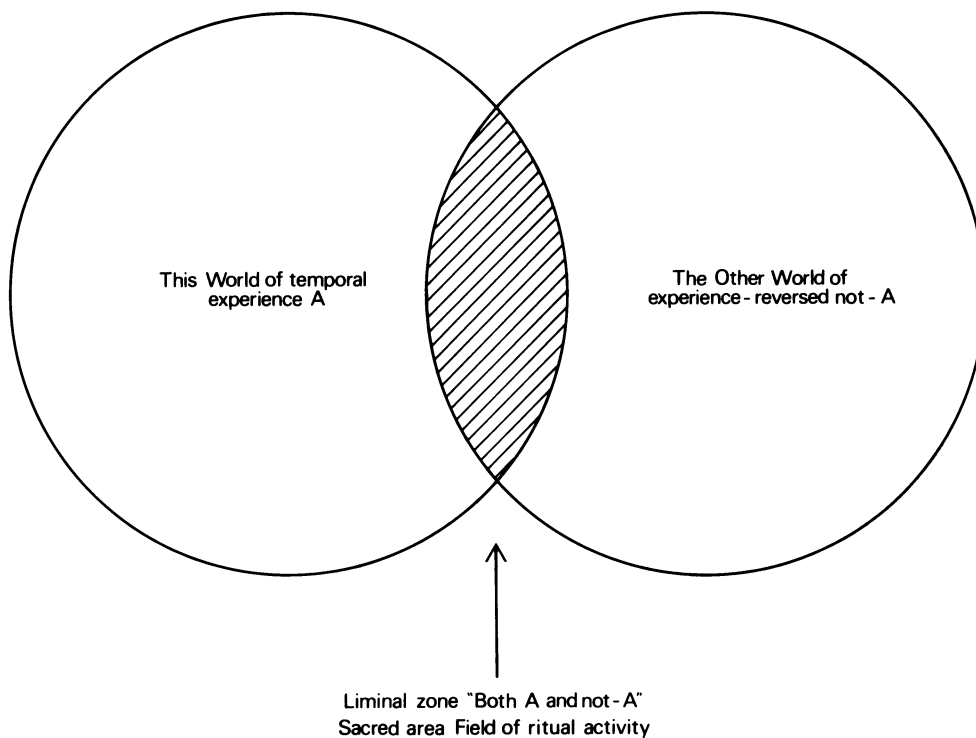 This World of temporal
experience A
The Other World of
experience-reversed not-A
Liminal zone "Both A and not-A"
Sacred area Field of ritual activity